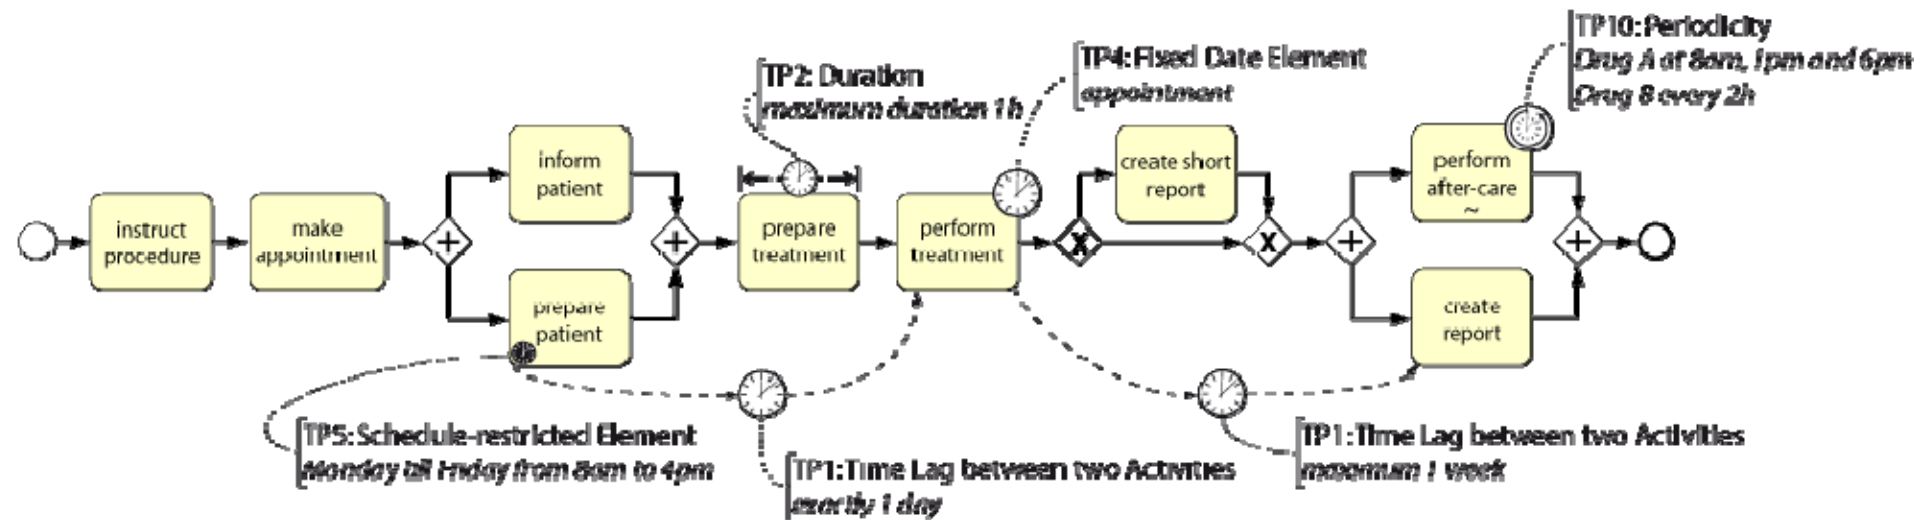 TP10: Periodicity
Drug A at 8am, 1pm and 6pm
Drug B every 2h
TP4: Fixed Date Element
appointment
TP2: Duration
maximum duration 1h
instruct
procedure
make
appointment
+
inform
patient
prepare
patient
+
prepare
treatment
perform
treatment
X
create short
report
X
+
perform
after-care
~
create
report
+
TP5: Schedule-restricted Element
Monday till Friday from 8am to 4pm
TP1: Time Lag between two Activities
exactly 1 day
TP1: Time Lag between two Activities
maximum 1 week